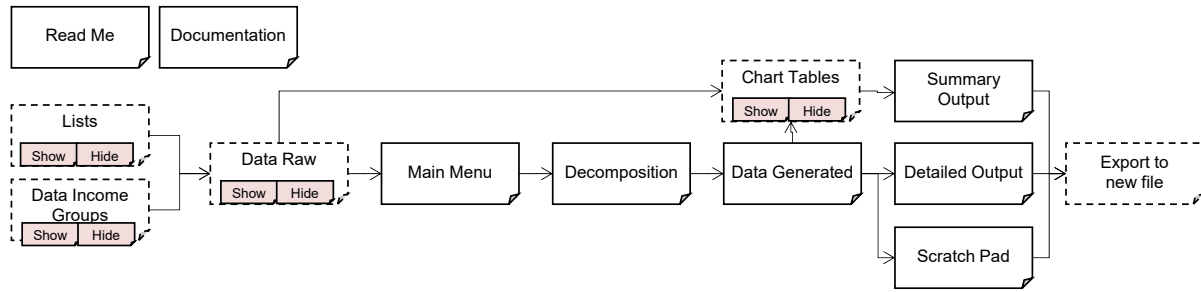 Read Me
Documentation
Lists
Show Hide
Data Income
Groups
Show Hide
Data Raw
Show Hide
Main Menu
Decomposition
Data Generated
Chart Tables
Show Hide
Summary
Output
Detailed Output
Scratch Pad
Export to
new file